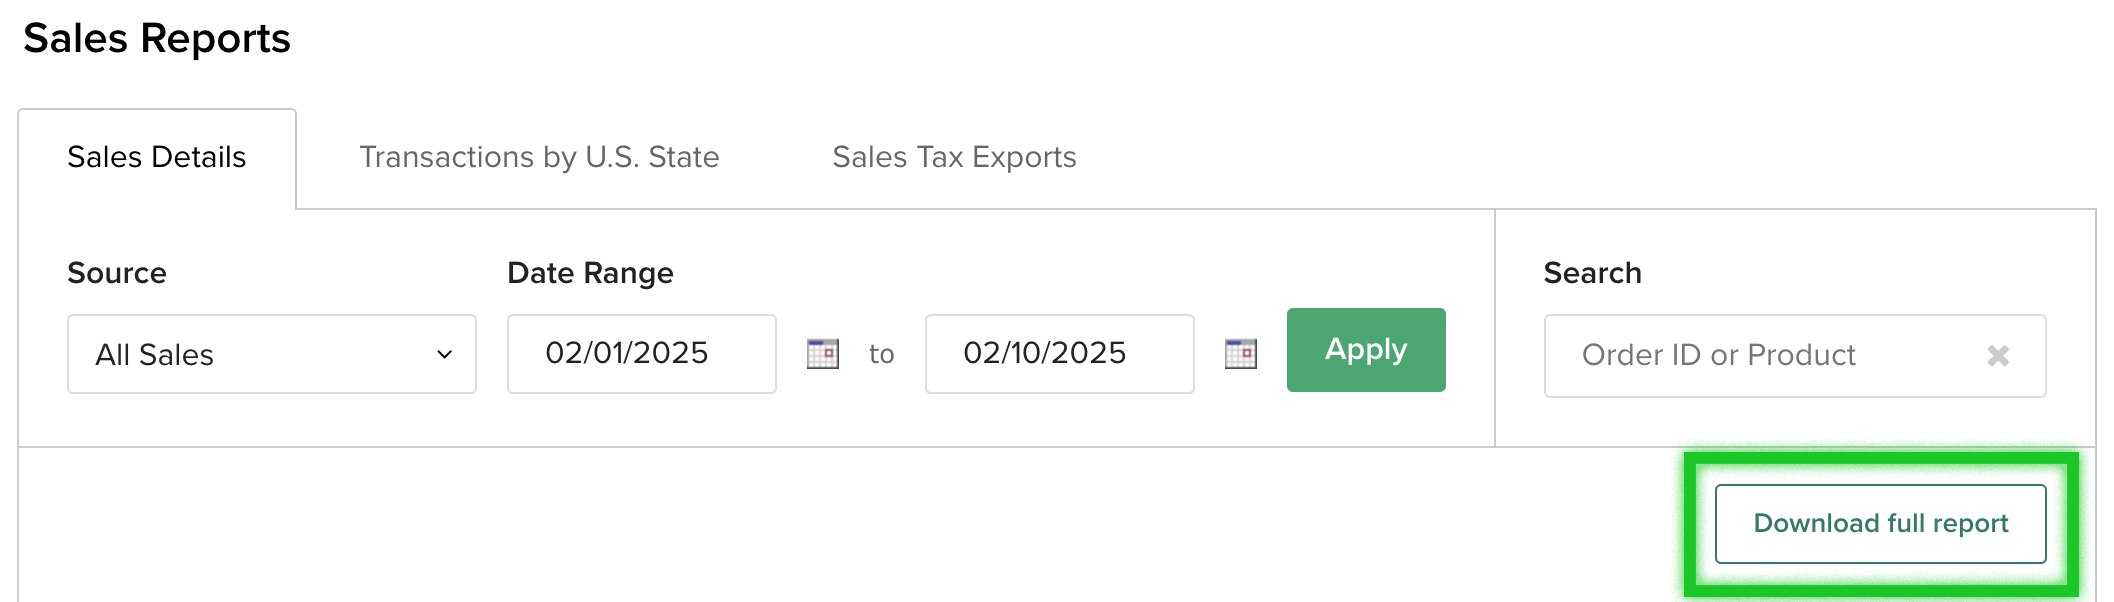 Sales Reports
Sales Details
Transactions by U.S. State
Sales Tax Exports
Source
Date Range
Search
All Sales
02/01/2025
to
02/10/2025
Apply
Order ID or Product
Download full report